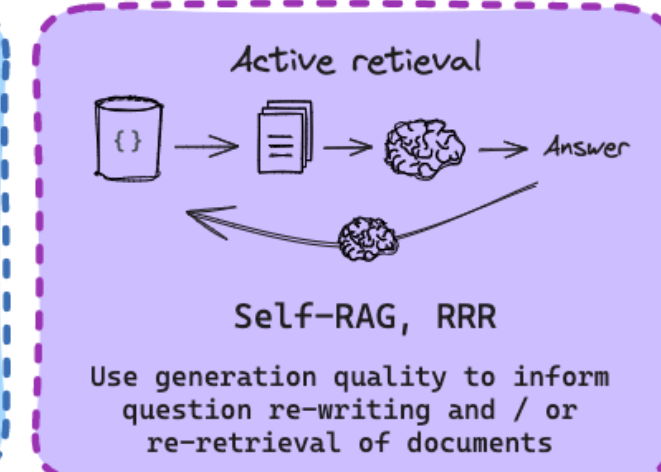 Active retieval
{}
Answer
Self-RAG, RRR
Use generation quality to inform
question re-writing and / or
re-retrieval of documents